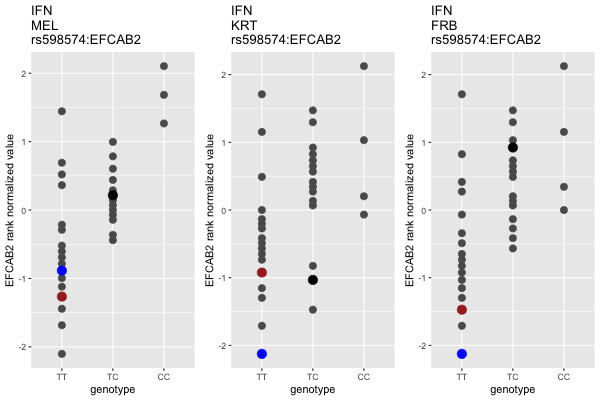 IFN
MEL
rs598574:EFCAB2
EFCAB2 rank normalized value
2
1
0
-1
-2
TT
TC
CC
genotype
IFN
KRT
rs598574:EFCAB2
EFCAB2 rank normalized value
2
1
0
-1
-2
TT
TC
CC
genotype
IFN
FRB
rs598574:EFCAB2
EFCAB2 rank normalized value
2
1
0
-1
-2
TT
TC
CC
genotype